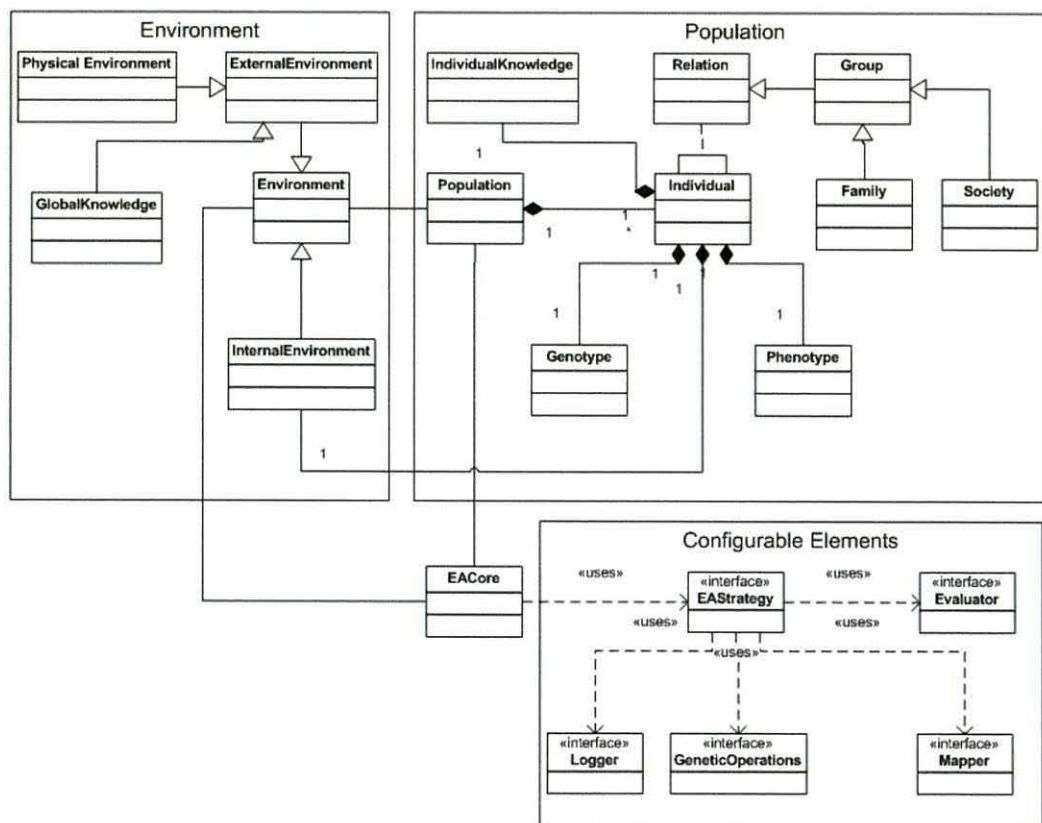 Environment
Population
Physical Environment
ExternalEnvironment
IndividualKnowledge
Relation
Group
1
Environment
Population
Individual
Family
Society
GlobalKnowledge
1
1
*
1
1
1
1
1
InternalEnvironment
Genotype
Phenotype
1
Configurable Elements
EACore
«uses»
«interface»
EAStrategy
«uses»
«interface»
Evaluator
«uses»
«uses»
«uses»
«interface»
Logger
«interface»
GeneticOperations
«interface»
Mapper